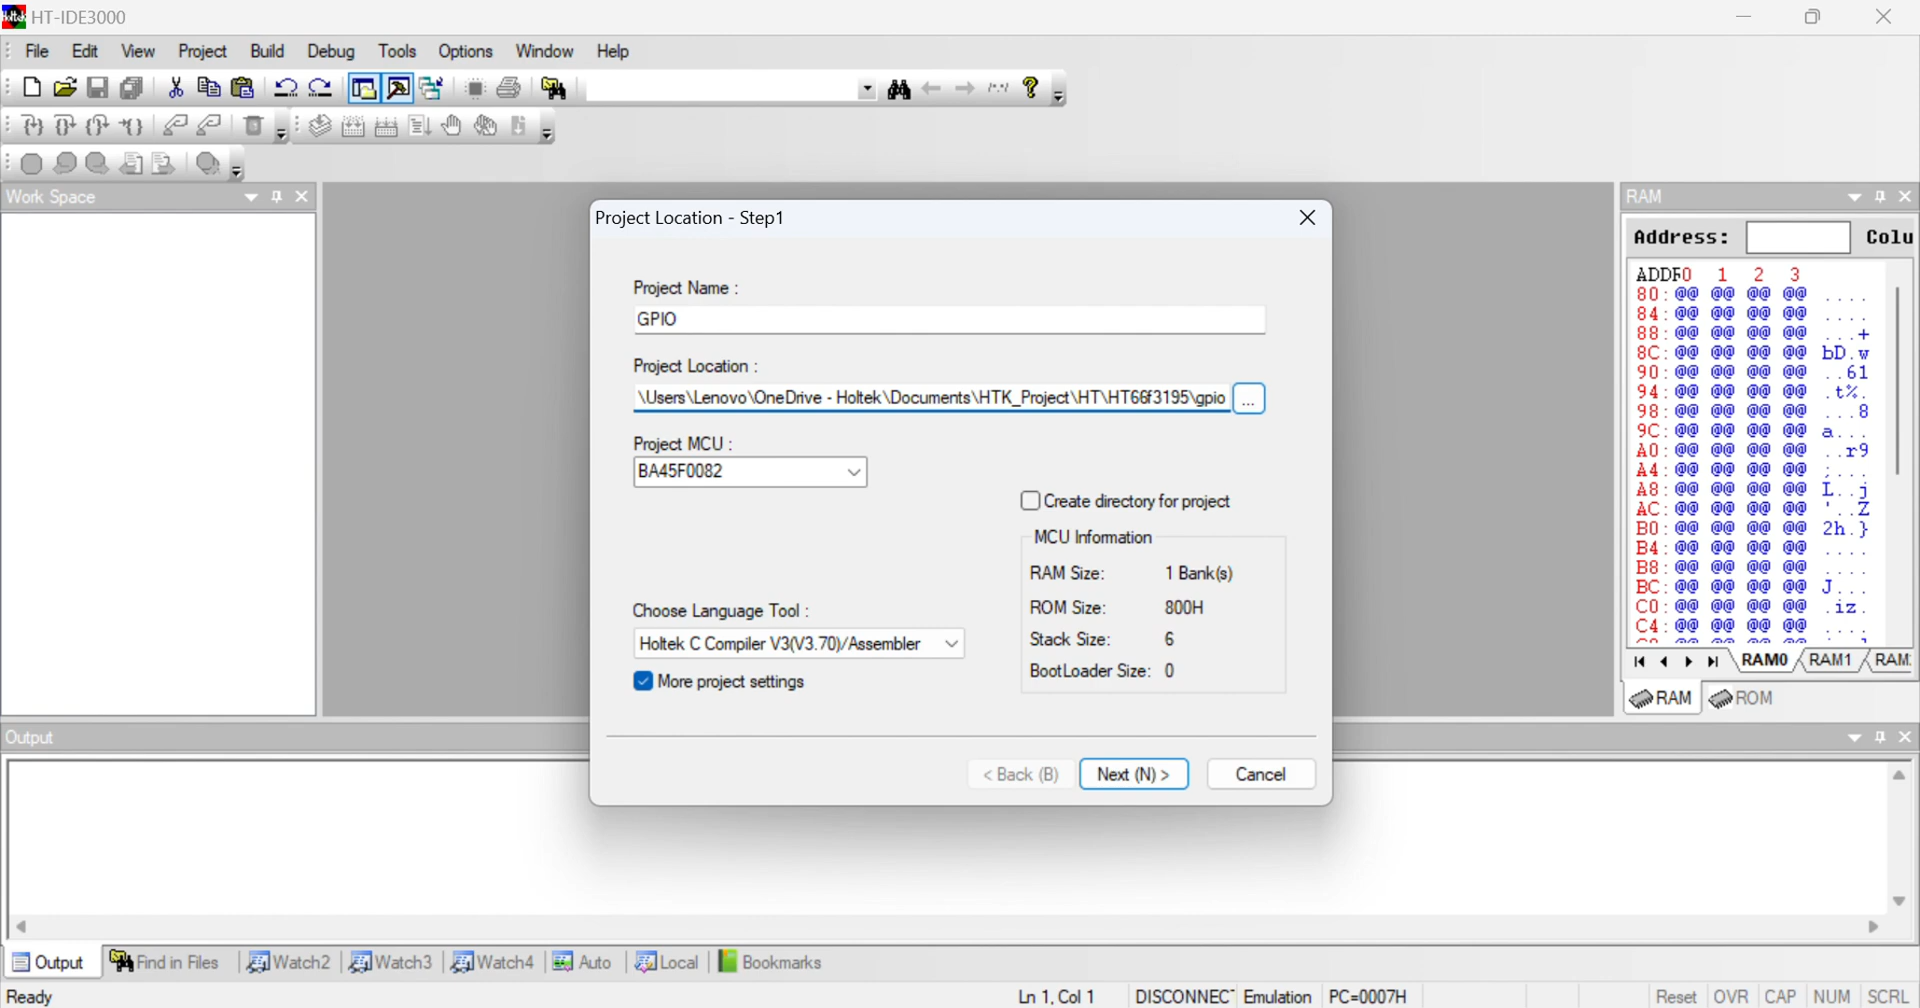 HT-IDE3000
File Edit View Project Build Debug Tools Options Window Help
Work Space
Project Location - Step1
Project Name :
GPIO
Project Location :
\Users\Lenovo\OneDrive - Holtek\Documents\HTK_Project\HT\HT66f3195\gpio ...
Project MCU :
BA45F0082
Create directory for project
MCU Information
RAM Size: 1 Bank(s)
ROM Size: 800H
Stack Size: 6
BootLoader Size: 0
Choose Language Tool :
Holtek C Compiler V3(V3.70)/Assembler
More project settings
< Back (B) Next (N) > Cancel
RAM
Address: Colu
ADDR0 1 2 3
80: @@ @@ @@ @@ ....
84: @@ @@ @@ @@ ....
88: @@ @@ @@ @@ ...+
8C: @@ @@ @@ @@ bD.w
90: @@ @@ @@ @@ ..61
94: @@ @@ @@ @@ .t%.
98: @@ @@ @@ @@ ...8
9C: @@ @@ @@ @@ a...
A0: @@ @@ @@ @@ ..r9
A4: @@ @@ @@ @@ ;...
A8: @@ @@ @@ @@ L..j
AC: @@ @@ @@ @@ '..Z
B0: @@ @@ @@ @@ 2h.}
B4: @@ @@ @@ @@ ....
B8: @@ @@ @@ @@ ....
BC: @@ @@ @@ @@ J...
C0: @@ @@ @@ @@ .iz.
C4: @@ @@ @@ @@ ....
RAM0 RAM1 RAM
RAM ROM
Output
Output Find in Files Watch2 Watch3 Watch4 Auto Local Bookmarks
Ready Ln 1, Col 1 DISCONNECT Emulation PC=0007H Reset OVR CAP NUM SCRL